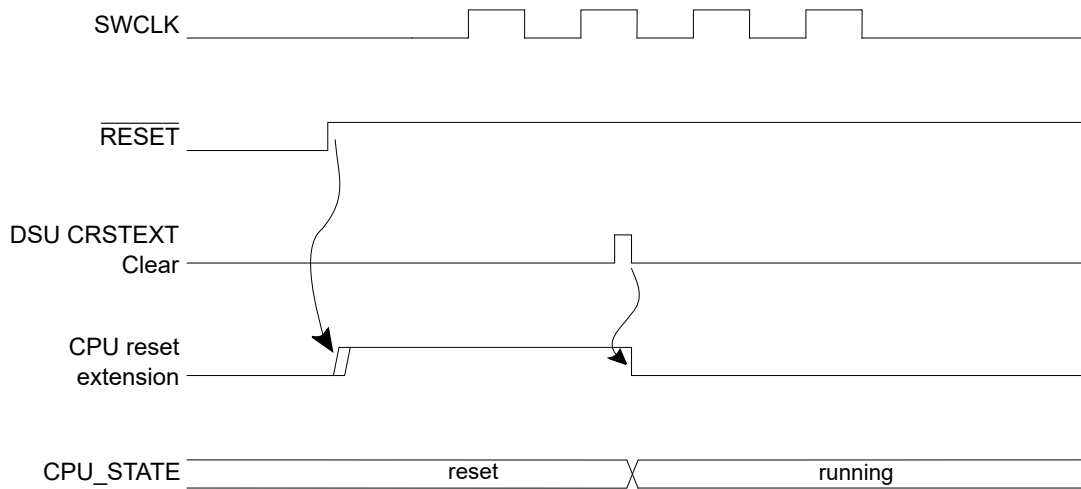 SWCLK
RESET
DSU CRSTEXT
Clear
CPU reset
extension
CPU_STATE reset running